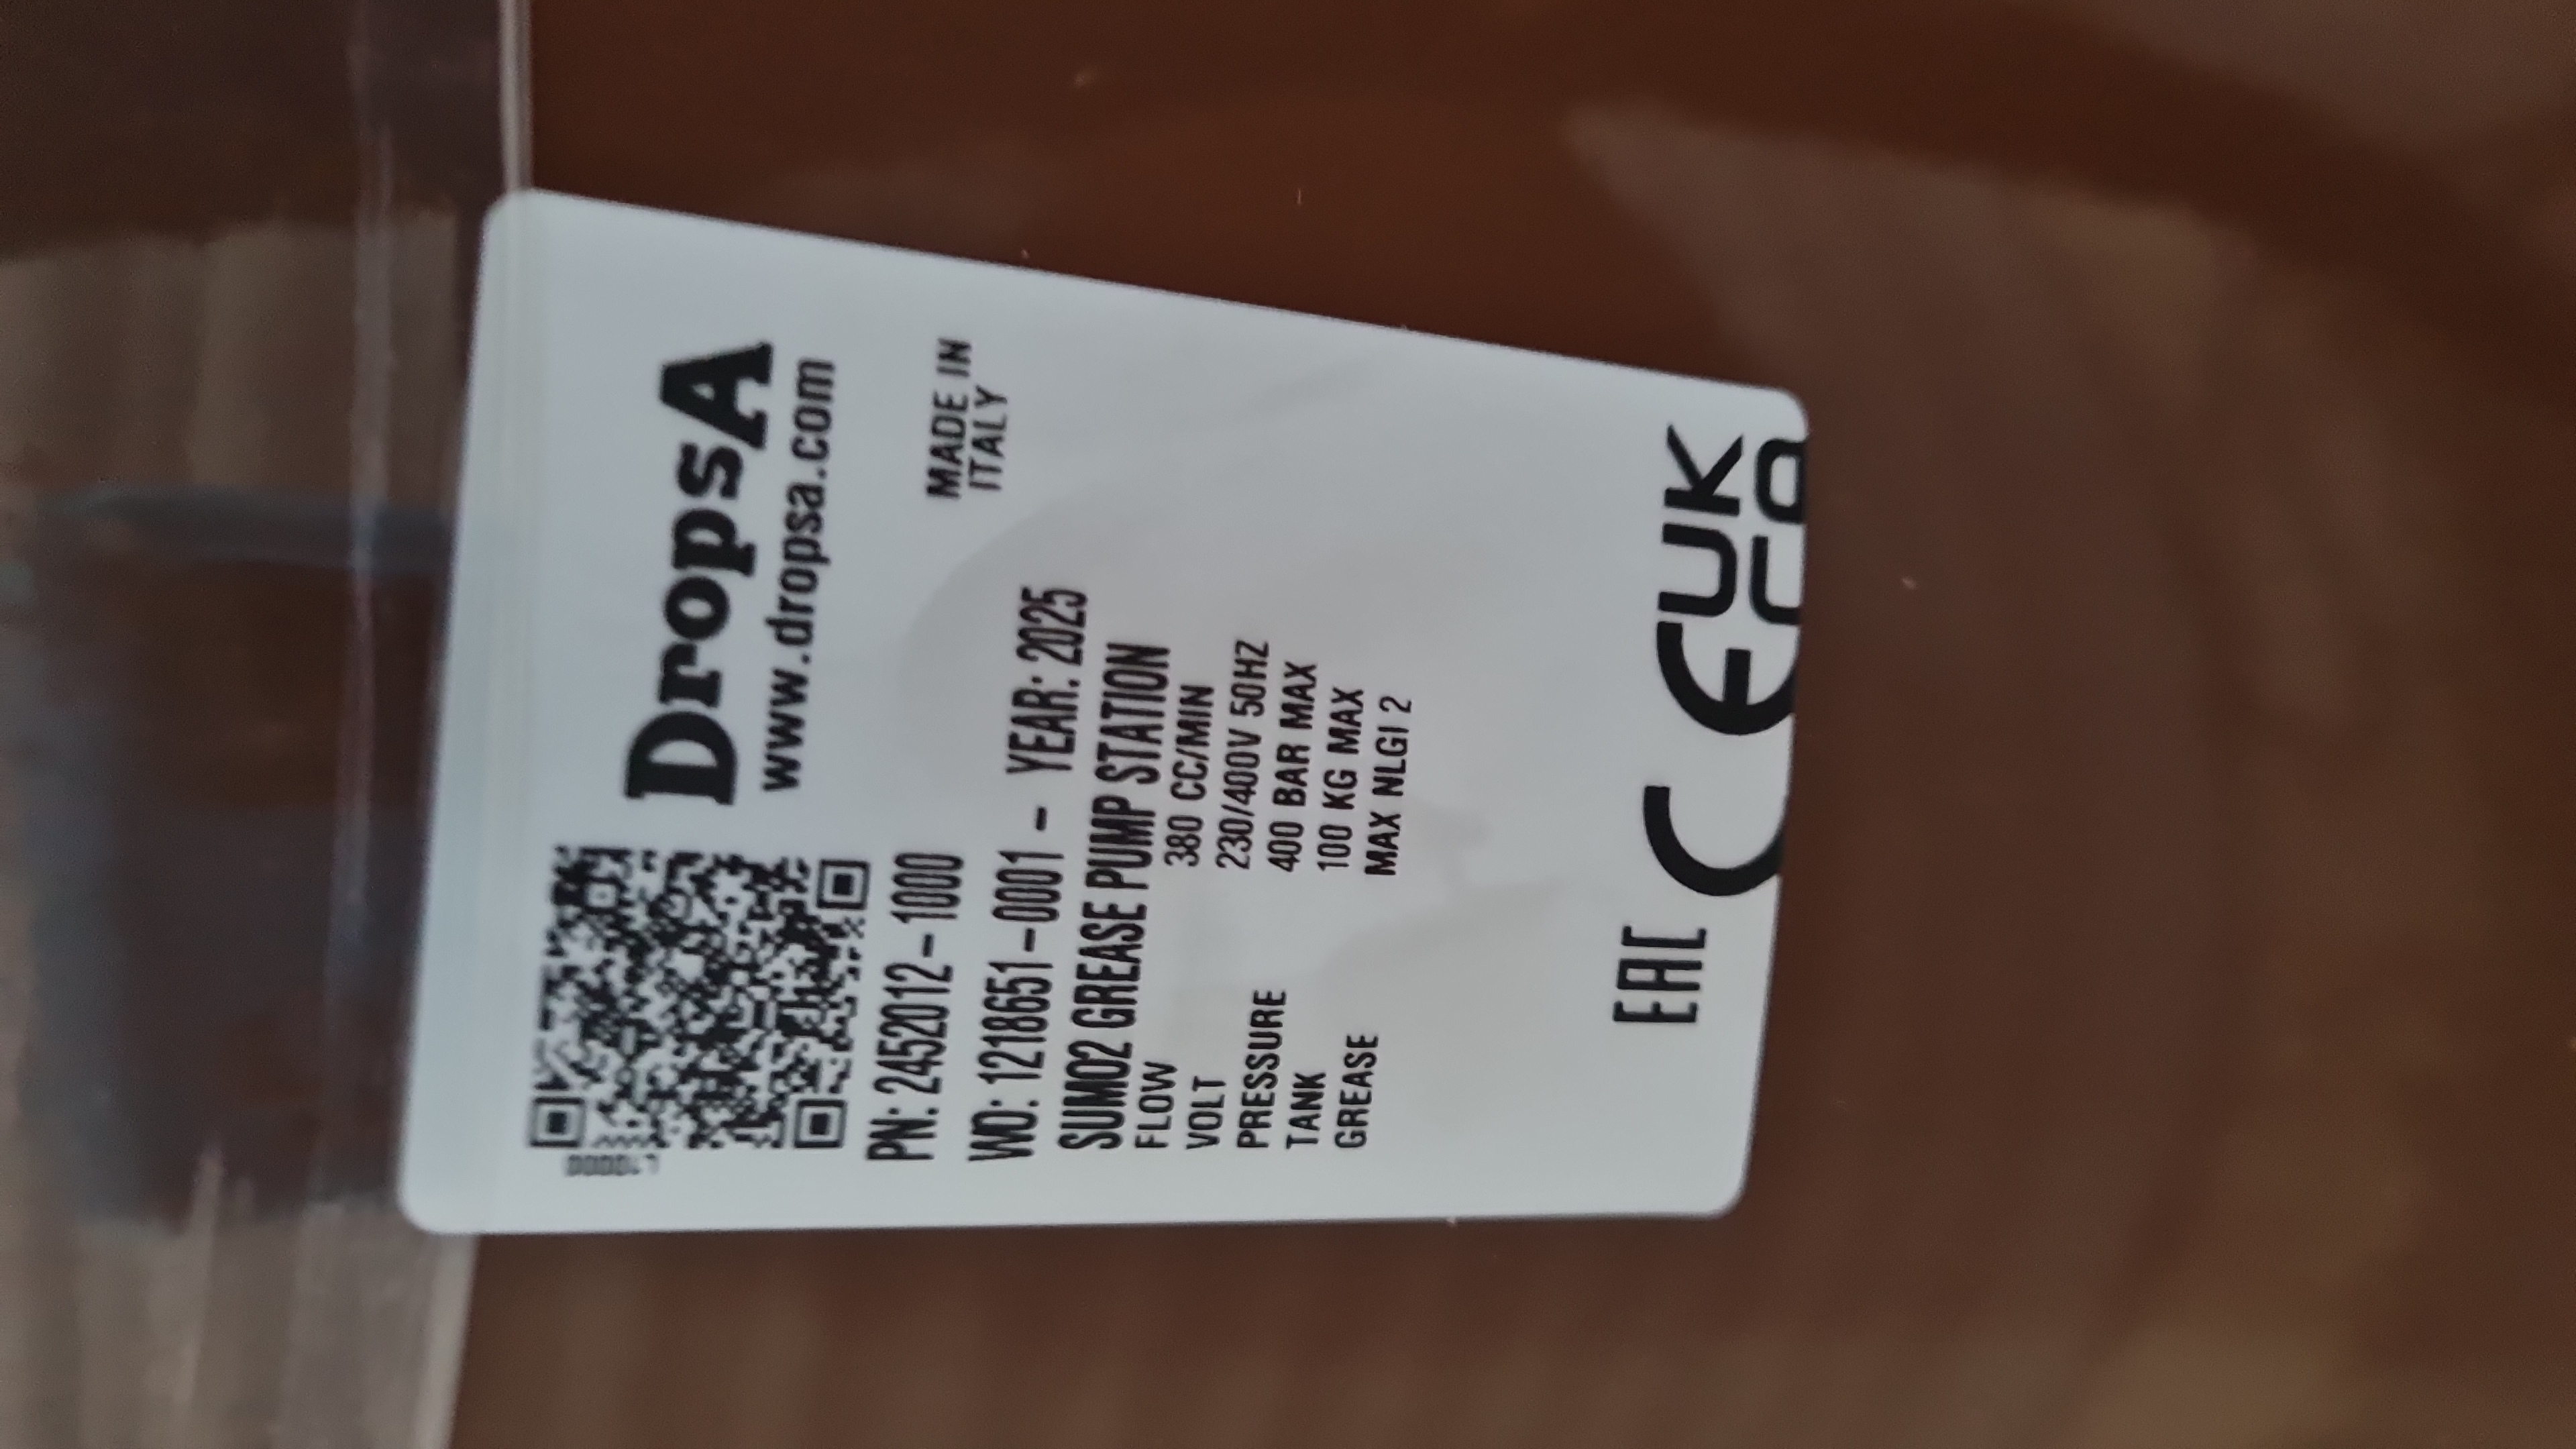 DropsA
www.dropsa.com
PN: 2452012-1000
MADE IN
ITALY
WO: 1218651-0001 - YEAR: 2025
SUMO2 GREASE PUMP STATION
FLOW 380 CC/MIN
VOLT 230/400V 50HZ
PRESSURE 400 BAR MAX
TANK 100 KG MAX
GREASE MAX NLGI 2
EAC CE UK
CA